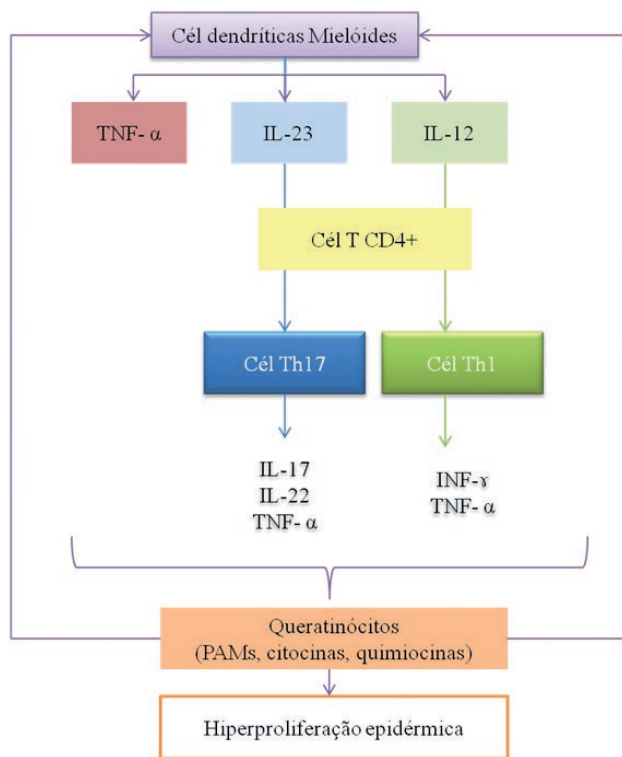 Cél dendríticas Mielóides
TNF- α
IL-23
IL-12
Cél T CD4+
Cél Th17
Cél Th1
IL-17
IL-22
TNF- α
INF-ɤ
TNF- α
Queratinócitos
(PAMs, citocinas, quimiocinas)
Hiperproliferação epidérmica